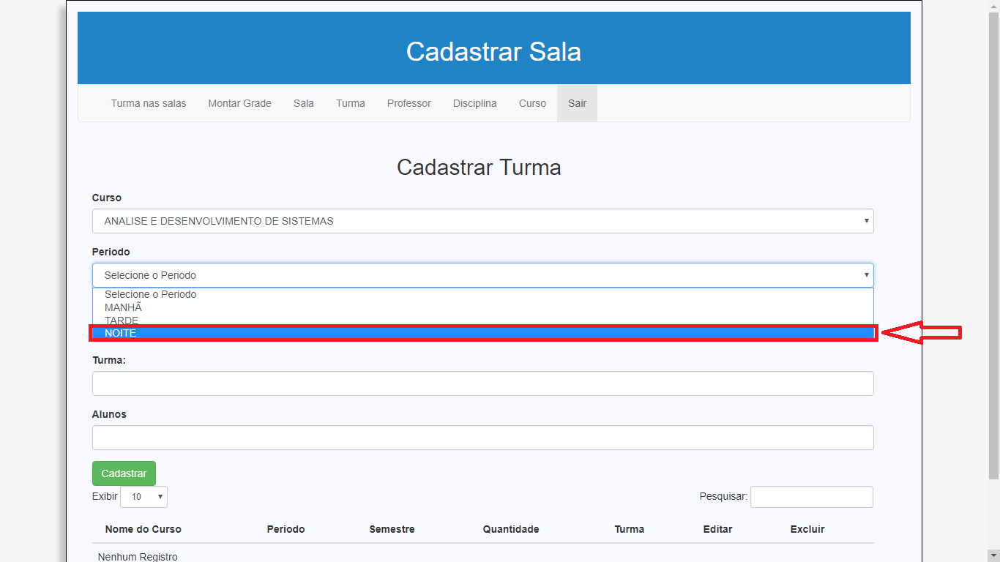 Cadastrar Sala
Turma nas salas Montar Grade Sala Turma Professor Disciplina Curso Sair
Cadastrar Turma
Curso
ANALISE E DESENVOLVIMENTO DE SISTEMAS
Periodo
Selecione o Periodo
Selecione o Periodo
MANHÃ
TARDE
NOITE
Turma:
Alunos
Cadastrar
Exibir 10 Pesquisar:
Nome do Curso Periodo Semestre Quantidade Turma Editar Excluir
Nenhum Registro